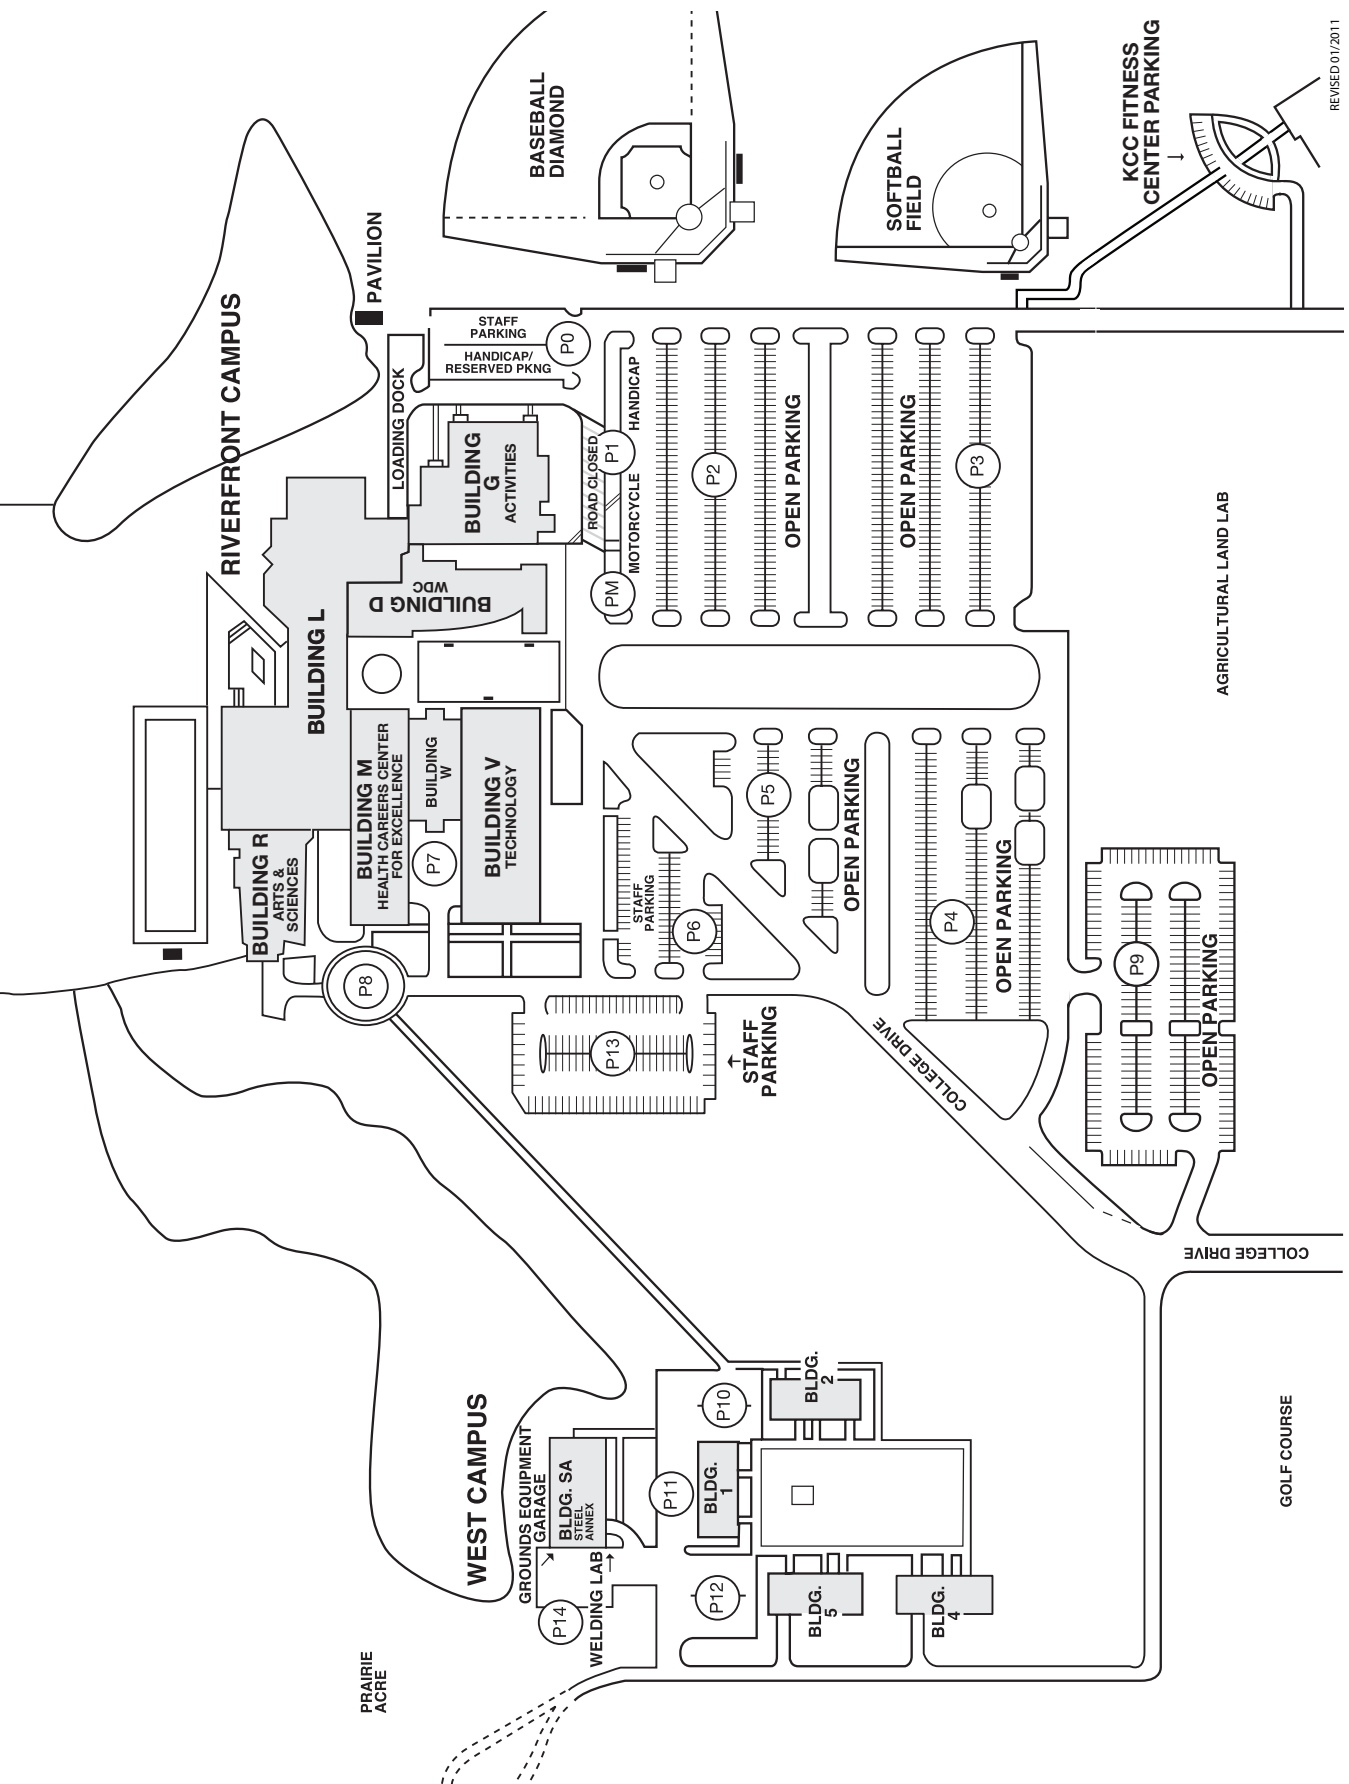 BASEBALL
DIAMOND
SOFTBALL
FIELD
KCC FITNESS
CENTER PARKING
REVISED 01/2011
RIVERFRONT CAMPUS
PAVILION
STAFF
PARKING
HANDICAP/
RESERVED PKNG
P0
LOADING DOCK
BUILDING
G
ACTIVITIES
ROAD CLOSED
P1
HANDICAP
MOTORCYCLE
PM
P2
OPEN PARKING
OPEN PARKING
P3
AGRICULTURAL LAND LAB
BUILDING L
BUILDING D
WDC
BUILDING M
HEALTH CAREERS CENTER
FOR EXCELLENCE
BUILDING
W
P7
BUILDING V
TECHNOLOGY
BUILDING R
ARTS &
SCIENCES
P8
STAFF
PARKING
P6
P5
OPEN PARKING
P4
OPEN PARKING
P9
OPEN PARKING
P13
STAFF
PARKING
COLLEGE DRIVE
COLLEGE DRIVE
WEST CAMPUS
GROUNDS EQUIPMENT
GARAGE
BLDG. SA
STEEL
ANNEX
WELDING LAB
P14
P10
P11
P12
BLDG.
1
BLDG.
2
BLDG.
5
BLDG.
4
PRAIRIE
ACRE
GOLF COURSE